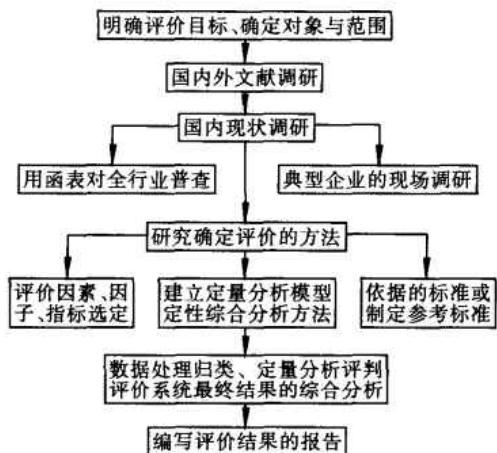 明确评价目标、确定对象与范围
国内外文献调研
国内现状调研
用函表对全行业普查
典型企业的现场调研
研究确定评价的方法
评价因素、因
子、指标选定
建立定量分析模型
定性综合分析方法
依据的标准或
制定参考标准
数据处理归类、定量分析评判
评价系统最终结果的综合分析
编写评价结果的报告